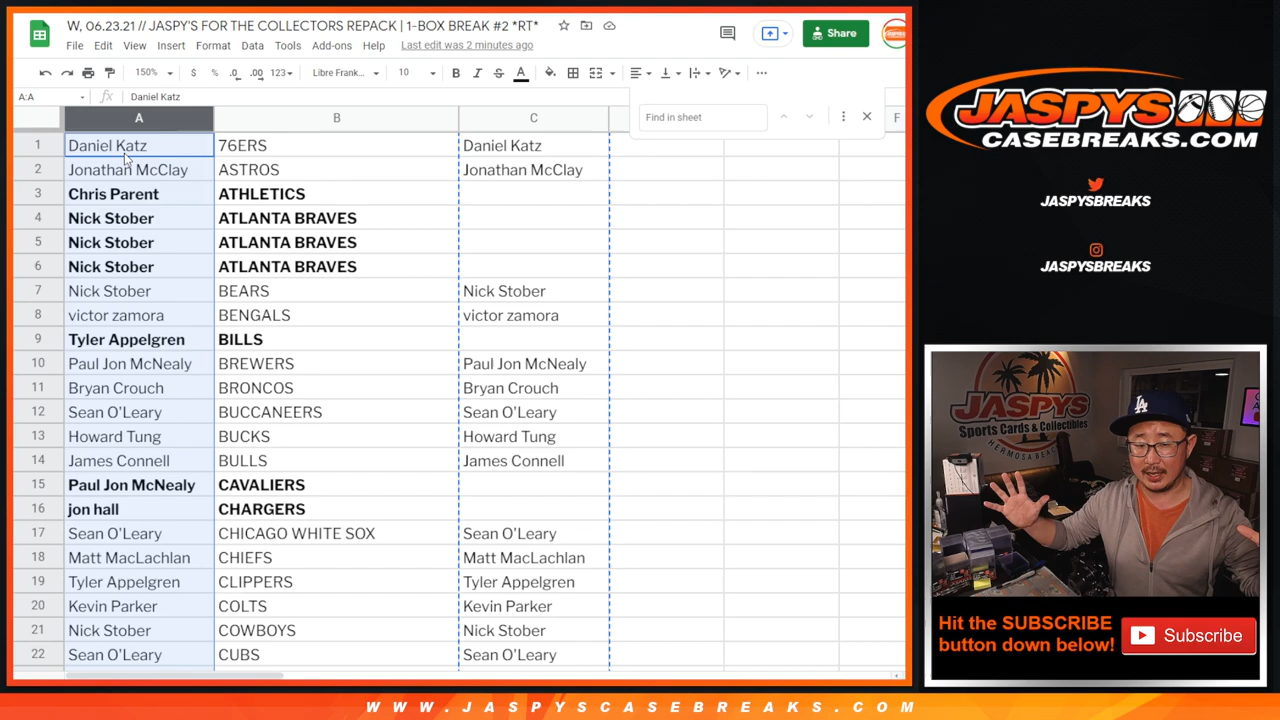 W, 06.23.21 // JASPY'S FOR THE COLLECTORS REPACK | 1-BOX BREAK #2 *RT*
File Edit View Insert Format Data Tools Add-ons Help Last edit was 2 minutes ago
Share
150% $ % .0 .00 123 Libre Frank... 10 B I S A
A:A fx Daniel Katz
Find in sheet
A B C F
1 Daniel Katz 76ERS Daniel Katz
2 Jonathan McClay ASTROS Jonathan McClay
3 Chris Parent ATHLETICS
4 Nick Stober ATLANTA BRAVES
5 Nick Stober ATLANTA BRAVES
6 Nick Stober ATLANTA BRAVES
7 Nick Stober BEARS Nick Stober
8 victor zamora BENGALS victor zamora
9 Tyler Appelgren BILLS
10 Paul Jon McNealy BREWERS Paul Jon McNealy
11 Bryan Crouch BRONCOS Bryan Crouch
12 Sean O'Leary BUCCANEERS Sean O'Leary
13 Howard Tung BUCKS Howard Tung
14 James Connell BULLS James Connell
15 Paul Jon McNealy CAVALIERS
16 jon hall CHARGERS
17 Sean O'Leary CHICAGO WHITE SOX Sean O'Leary
18 Matt MacLachlan CHIEFS Matt MacLachlan
19 Tyler Appelgren CLIPPERS Tyler Appelgren
20 Kevin Parker COLTS Kevin Parker
21 Nick Stober COWBOYS Nick Stober
22 Sean O'Leary CUBS Sean O'Leary
JASPYS
CASEBREAKS.COM
JASPYSBREAKS
JASPYSBREAKS
JASPYS
Sports Cards & Collectibles
HERMOSA BEACH
LA
Hit the SUBSCRIBE
button down below!
Subscribe
WWW.JASPYSCASEBREAKS.COM